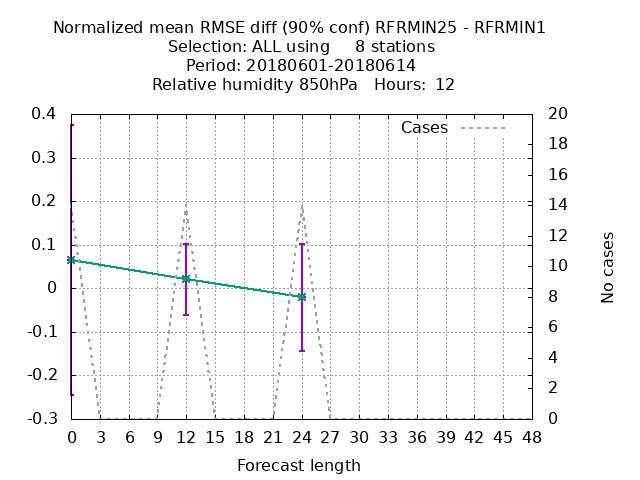 Normalized mean RMSE diff (90% conf) RFRMIN25 - RFRMIN1
Selection: ALL using     8 stations
Period: 20180601-20180614
Relative humidity 850hPa   Hours:  12
Cases
0.4
0.3
0.2
0.1
0
-0.1
-0.2
-0.3
20
18
16
14
12
10
8
6
4
2
0
No cases
0 3 6 9 12 15 18 21 24 27 30 33 36 39 42 45 48
Forecast length